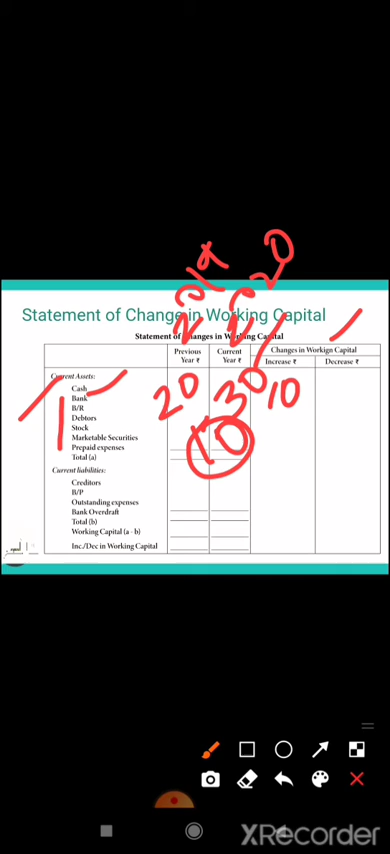 2019
2020
Statement of Change in Working Capital
Statement of Changes in Working Capital
Previous Year ₹
Current Year ₹
Changes in Workign Capital
Increase ₹
Decrease ₹
Current Assets:
Cash
20
30
10
Bank
B/R
Debtors
Stock
10
Marketable Securities
Prepaid expenses
Total (a)
Current liabilities:
Creditors
B/P
Outstanding expenses
Bank Overdraft
Total (b)
Working Capital (a - b)
Inc./Dec in Working Capital
XRecorder